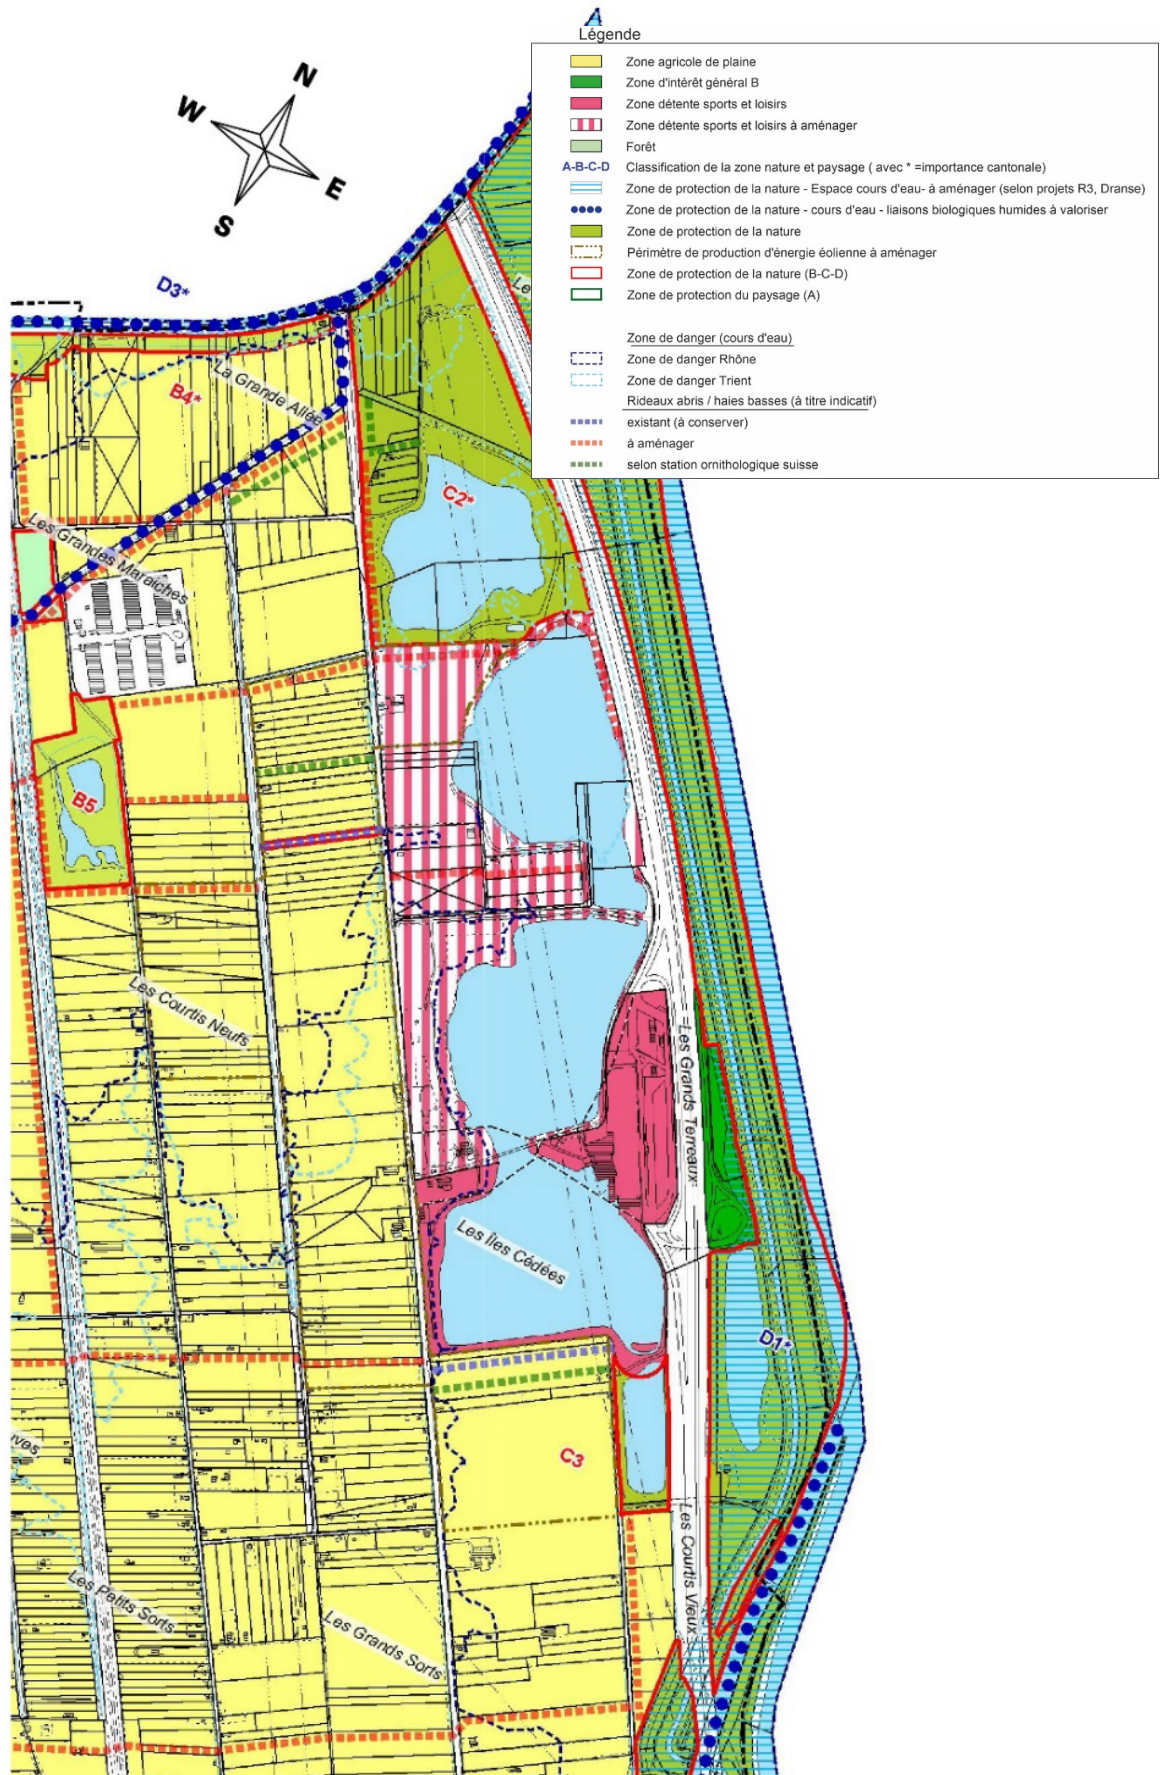 Légende
Zone agricole de plaine
Zone d'intérêt général B
Zone détente sports et loisirs
Zone détente sports et loisirs à aménager
Forêt
A-B-C-D Classification de la zone nature et paysage ( avec * =importance cantonale)
Zone de protection de la nature - Espace cours d'eau- à aménager (selon projets R3, Dranse)
Zone de protection de la nature - cours d'eau - liaisons biologiques humides à valoriser
Zone de protection de la nature
Périmètre de production d'énergie éolienne à aménager
Zone de protection de la nature (B-C-D)
Zone de protection du paysage (A)
Zone de danger (cours d'eau)
Zone de danger Rhône
Zone de danger Trient
Rideaux abris / haies basses (à titre indicatif)
existant (à conserver)
à aménager
selon station ornithologique suisse
N
W
E
S
D3*
Le
La Grande Allée
B4*
C2*
Les Grandes Maraîches
B5
Les Courtis Neufs
Les Grands Terreaux
Les Îles Cédées
D1*
uves
C3
Les Courtis Vieux
Les Petits Sorts
Les Grands Sorts